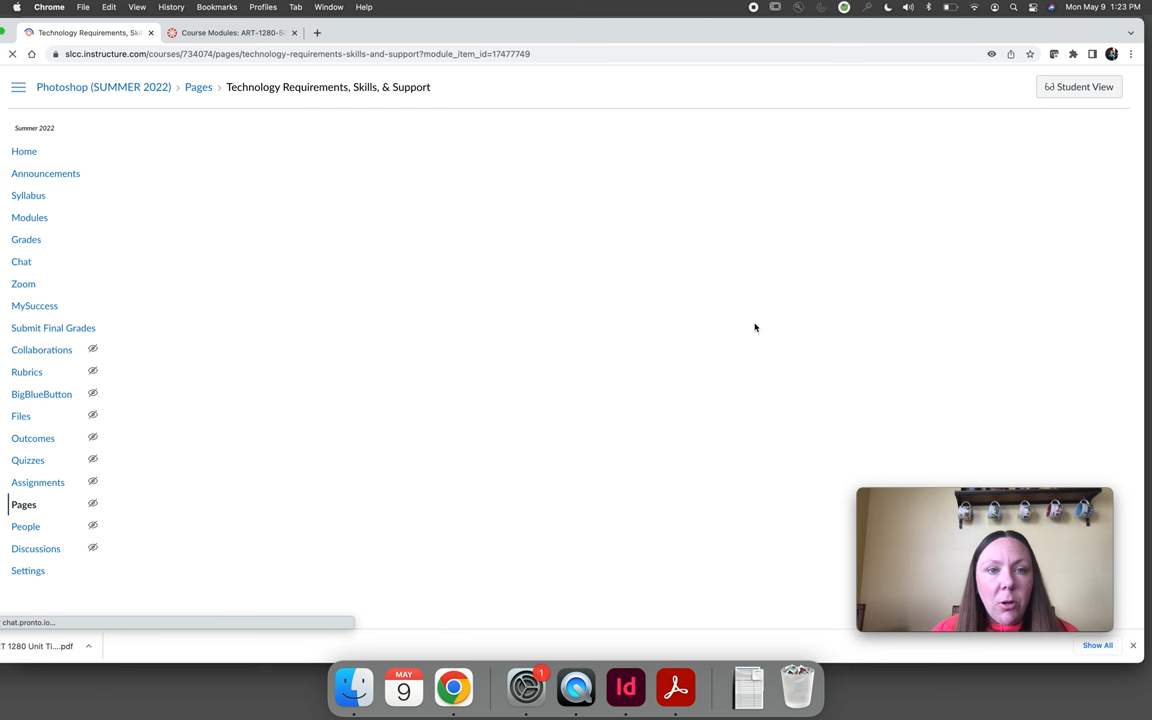 Chrome File Edit View History Bookmarks Profiles Tab Window Help Mon May 9 1:23 PM
Technology Requirements, Ski Course Modules: ART-1280-50
slcc.instructure.com/courses/734074/pages/technology-requirements-skills-and-support?module_item_id=17477749
Photoshop (SUMMER 2022) › Pages › Technology Requirements, Skills, & Support Student View
Summer 2022
Home
Announcements
Syllabus
Modules
Grades
Chat
Zoom
MySuccess
Submit Final Grades
Collaborations
Rubrics
BigBlueButton
Files
Outcomes
Quizzes
Assignments
Pages
People
Discussions
Settings
chat.pronto.io...
T 1280 Unit Ti....pdf Show All
1
MAY
9
Id